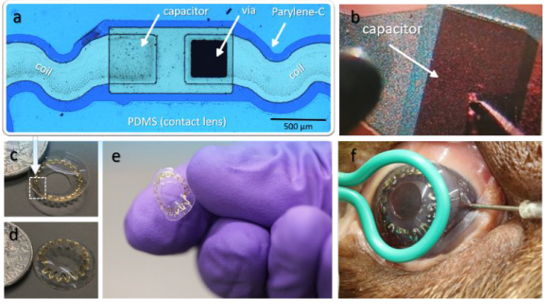 a
capacitor
via
Parylene-C
coil
coil
PDMS (contact lens)
500 µm
b
capacitor
c
d
e
f